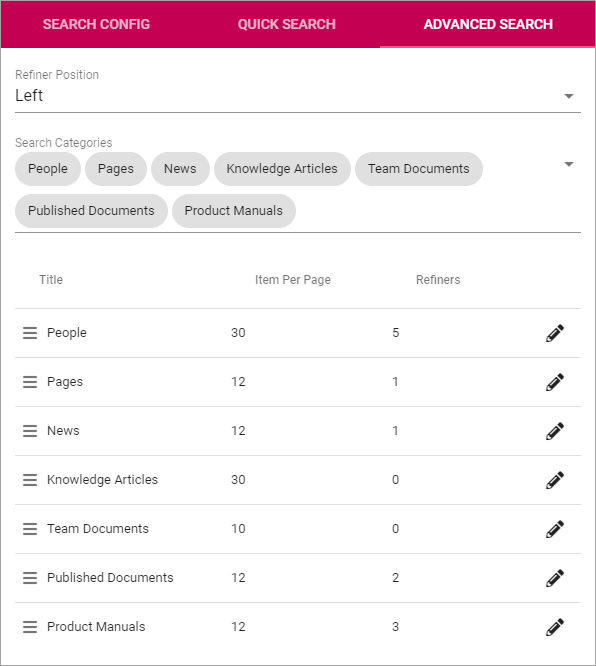 SEARCH CONFIG QUICK SEARCH ADVANCED SEARCH
Refiner Position
Left
Search Categories
People Pages News Knowledge Articles Team Documents
Published Documents Product Manuals
Title Item Per Page Refiners
People 30 5
Pages 12 1
News 12 1
Knowledge Articles 30 0
Team Documents 10 0
Published Documents 12 2
Product Manuals 12 3